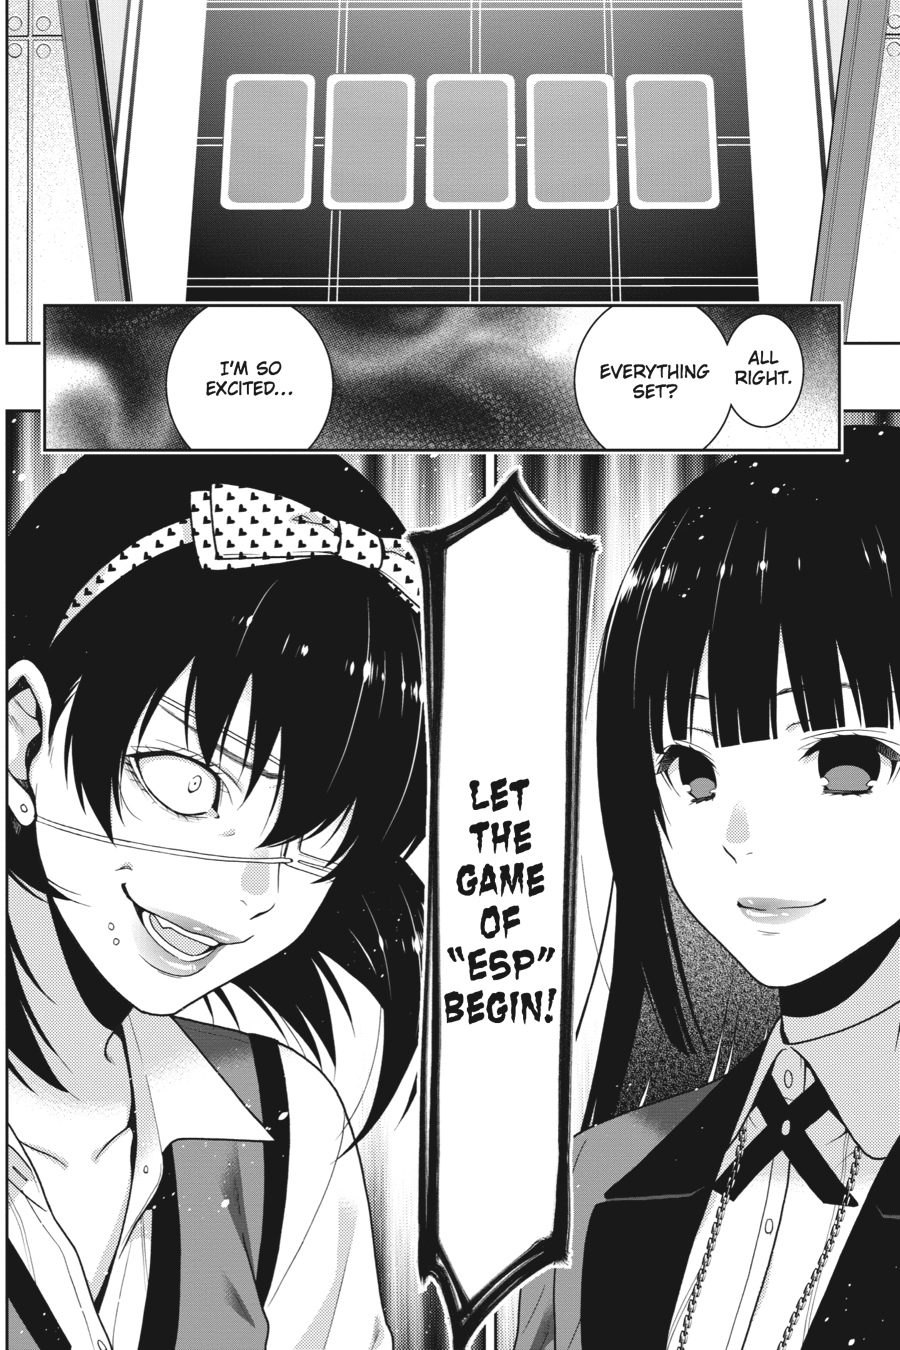 ALL
RIGHT.
EVERYTHING
SET?
I'M SO
EXCITED...
LET
THE
GAME
OF
"ESP"
BEGIN!